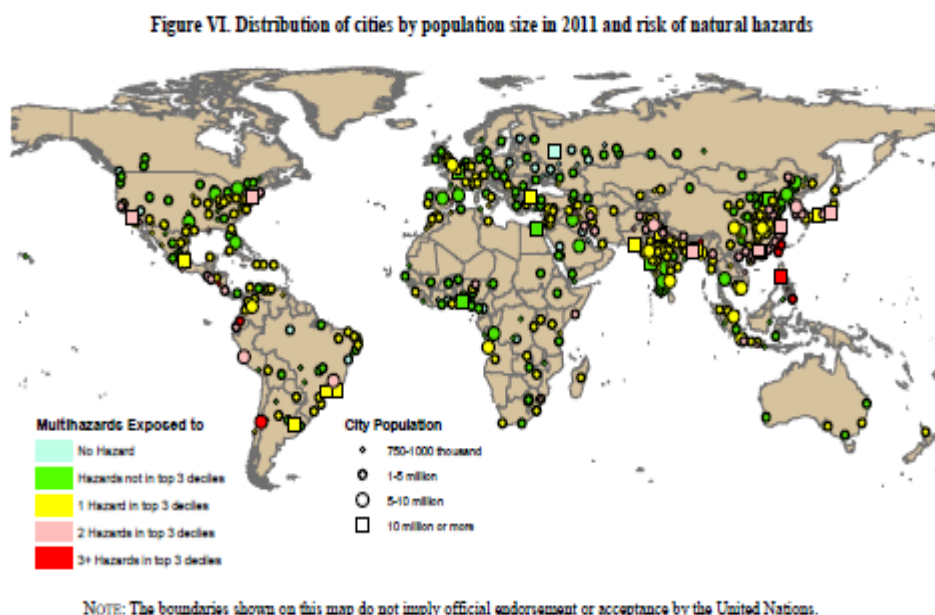 Figure VI. Distribution of cities by population size in 2011 and risk of natural hazards
Multihazards Exposed to
No Hazard
Hazards not in top 3 deciles
1 Hazard in top 3 deciles
2 Hazards in top 3 deciles
3+ Hazards in top 3 deciles
City Population
750-1000 thousand
1-5 million
5-10 million
10 million or more
NOTE: The boundaries shown on this map do not imply official endorsement or acceptance by the United Nations.